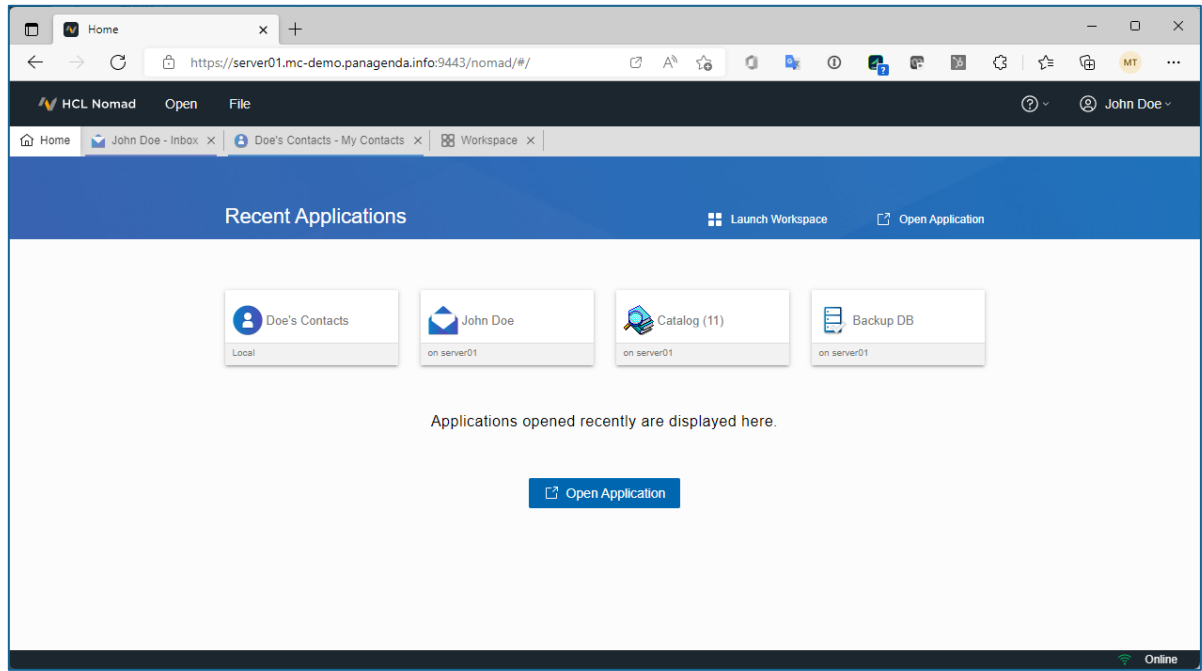 Home
https://server01.mc-demo.panagenda.info:9443/nomad/#/
MT
HCL Nomad Open File John Doe
Home John Doe - Inbox Doe's Contacts - My Contacts Workspace
Recent Applications Launch Workspace Open Application
Doe's Contacts John Doe Catalog (11) Backup DB
Local on server01 on server01 on server01
Applications opened recently are displayed here.
Open Application
Online